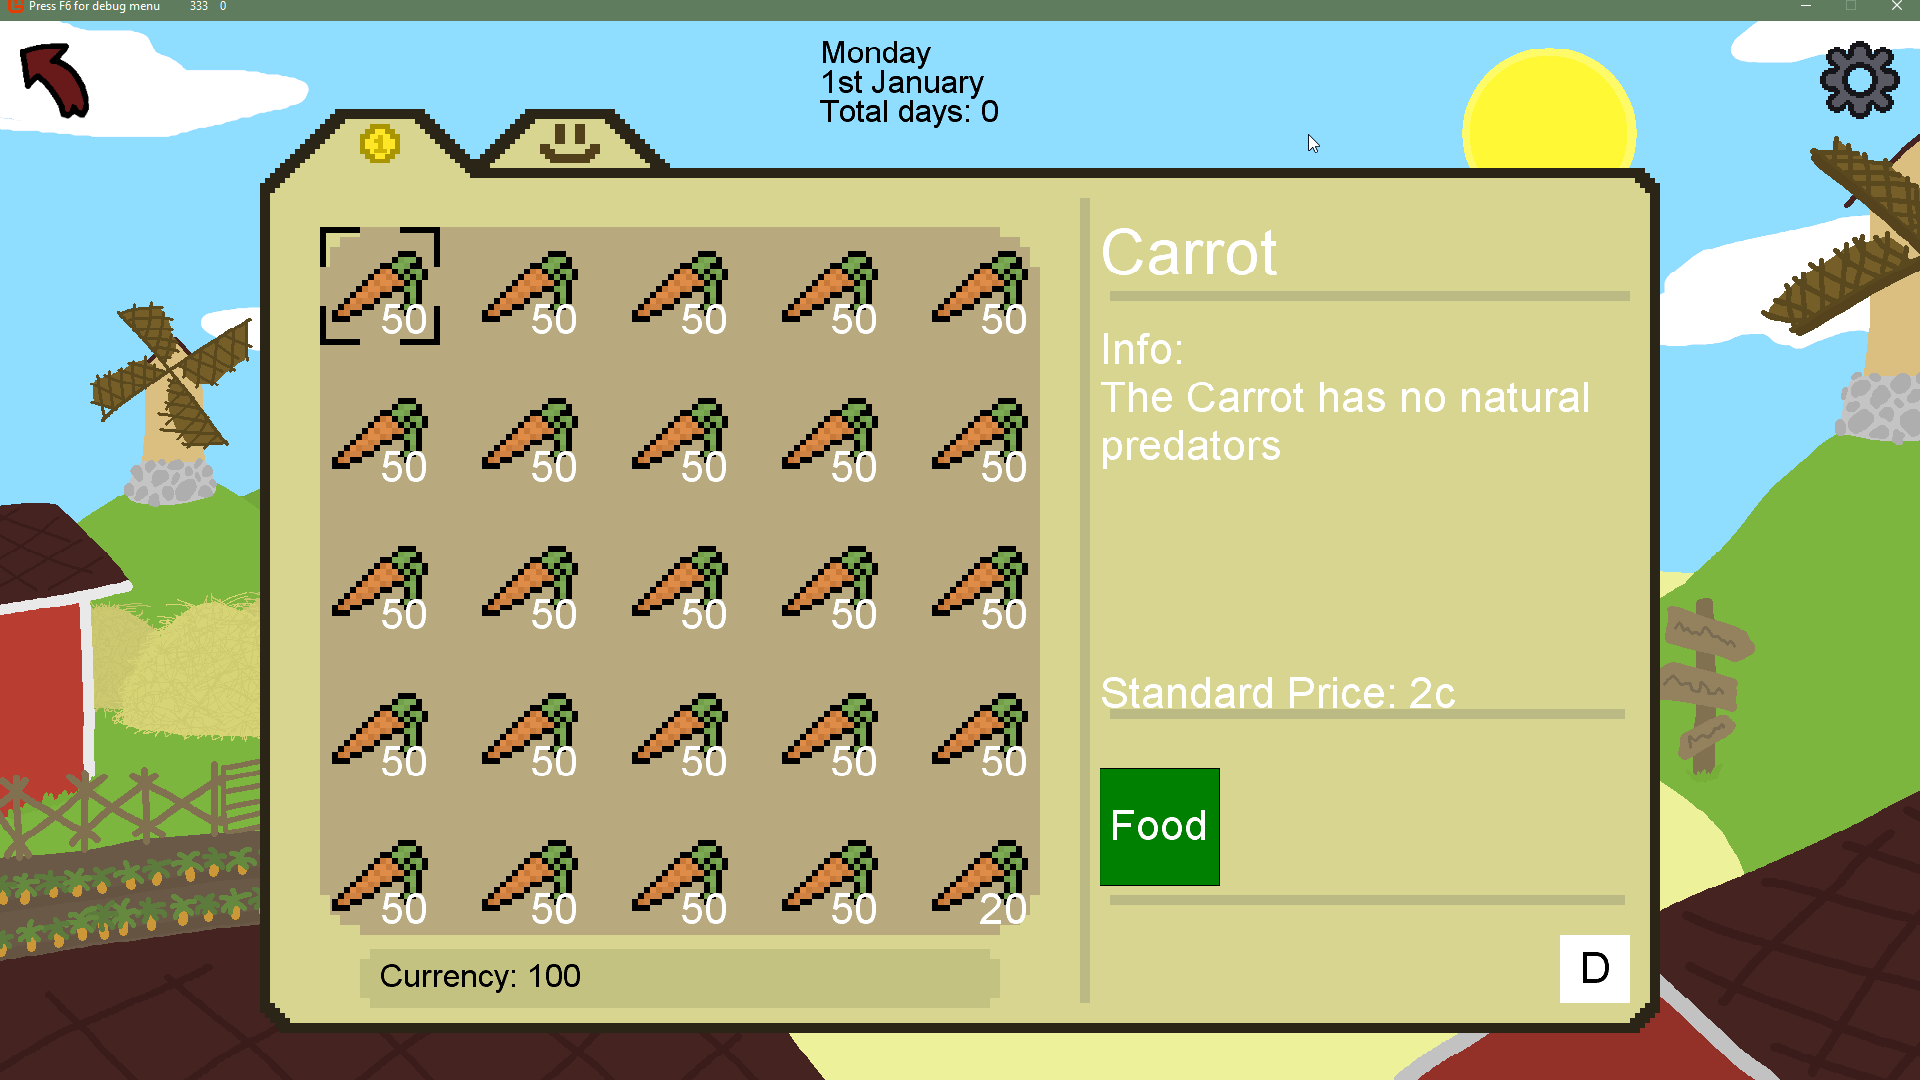 Press F6 for debug menu 333 0
Monday
1st January
Total days: 0
1
50 50 50 50 50
50 50 50 50 50
50 50 50 50 50
50 50 50 50 50
50 50 50 50 20
Currency: 100
Carrot
Info:
The Carrot has no natural
predators
Standard Price: 2c
Food
D